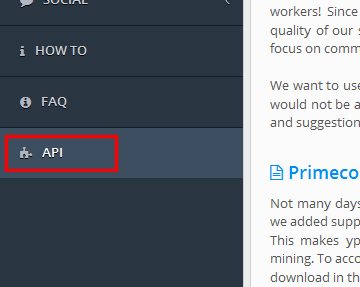 SOCIAL
HOW TO
FAQ
API
workers! Since
quality of our
focus on comm
We want to use
would not be a
and suggestion
Primeco
Not many days
we added supp
This makes yp
mining. To acco
download in th